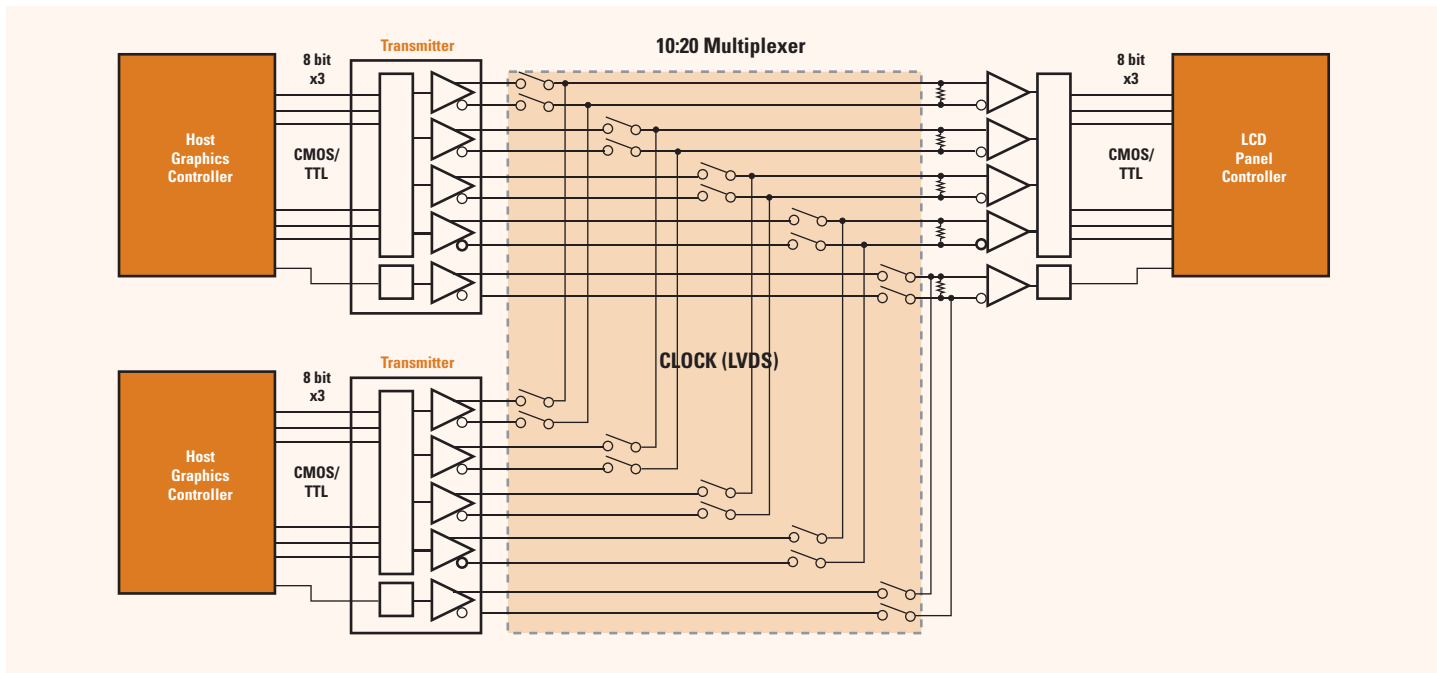 10:20 Multiplexer
Transmitter
8 bit
x3
Host
Graphics
Controller
CMOS/
TTL
8 bit
x3
CMOS/
TTL
LCD
Panel
Controller
CLOCK (LVDS)
Transmitter
8 bit
x3
Host
Graphics
Controller
CMOS/
TTL